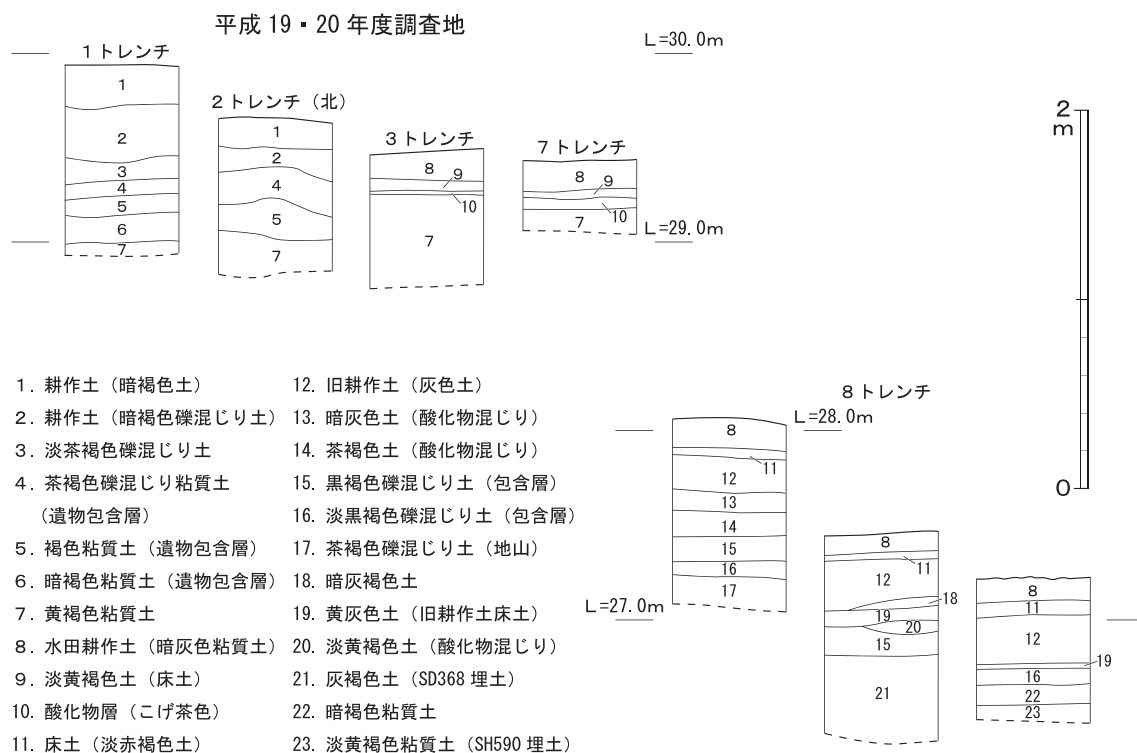 平成 19・20 年度調査地
L=30.0m
1トレンチ
1
2
3
4
5
6
7
2トレンチ（北）
1
2
4
5
7
3トレンチ
8
9
10
7
7トレンチ
8
9
10
7
L=29.0m
2
m
0
1. 耕作土（暗褐色土）
2. 耕作土（暗褐色礫混じり土）
3. 淡茶褐色礫混じり土
4. 茶褐色礫混じり粘質土
（遺物包含層）
5. 褐色粘質土（遺物包含層）
6. 暗褐色粘質土（遺物包含層）
7. 黄褐色粘質土
8. 水田耕作土（暗灰色粘質土）
9. 淡黄褐色土（床土）
10. 酸化物層（こげ茶色）
11. 床土（淡赤褐色土）
12. 旧耕作土（灰色土）
13. 暗灰色土（酸化物混じり）
14. 茶褐色土（酸化物混じり）
15. 黒褐色礫混じり土（包含層）
16. 淡黒褐色礫混じり土（包含層）
17. 茶褐色礫混じり土（地山）
18. 暗灰褐色土
19. 黄灰色土（旧耕作土床土）
20. 淡黄褐色土（酸化物混じり）
21. 灰褐色土（SD368 埋土）
22. 暗褐色粘質土
23. 淡黄褐色粘質土（SH590 埋土）
8トレンチ
L=28.0m
L=27.0m
8
11
12
13
14
15
16
17
8
11
12
18
19
20
15
21
8
11
12
19
16
22
23